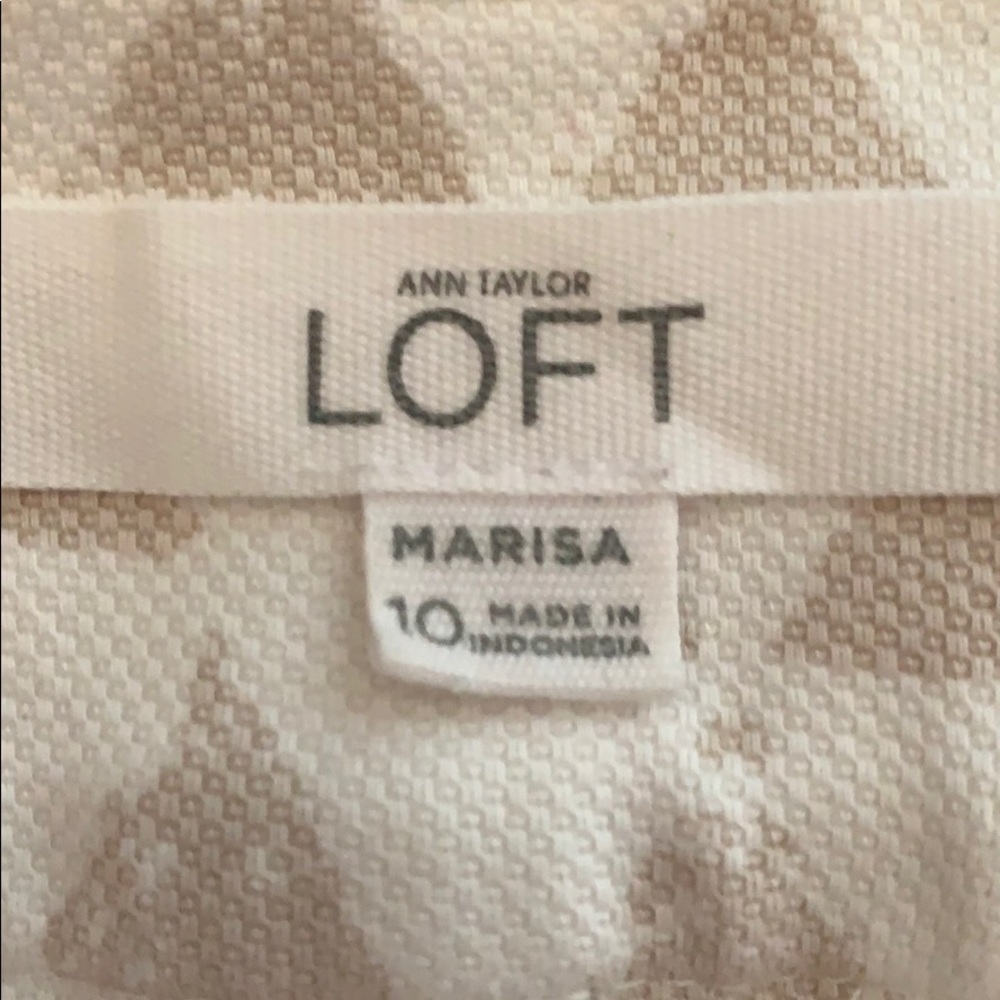 ANN TAYLOR
LOFT
MARISA
10 MADE IN
INDONESIA